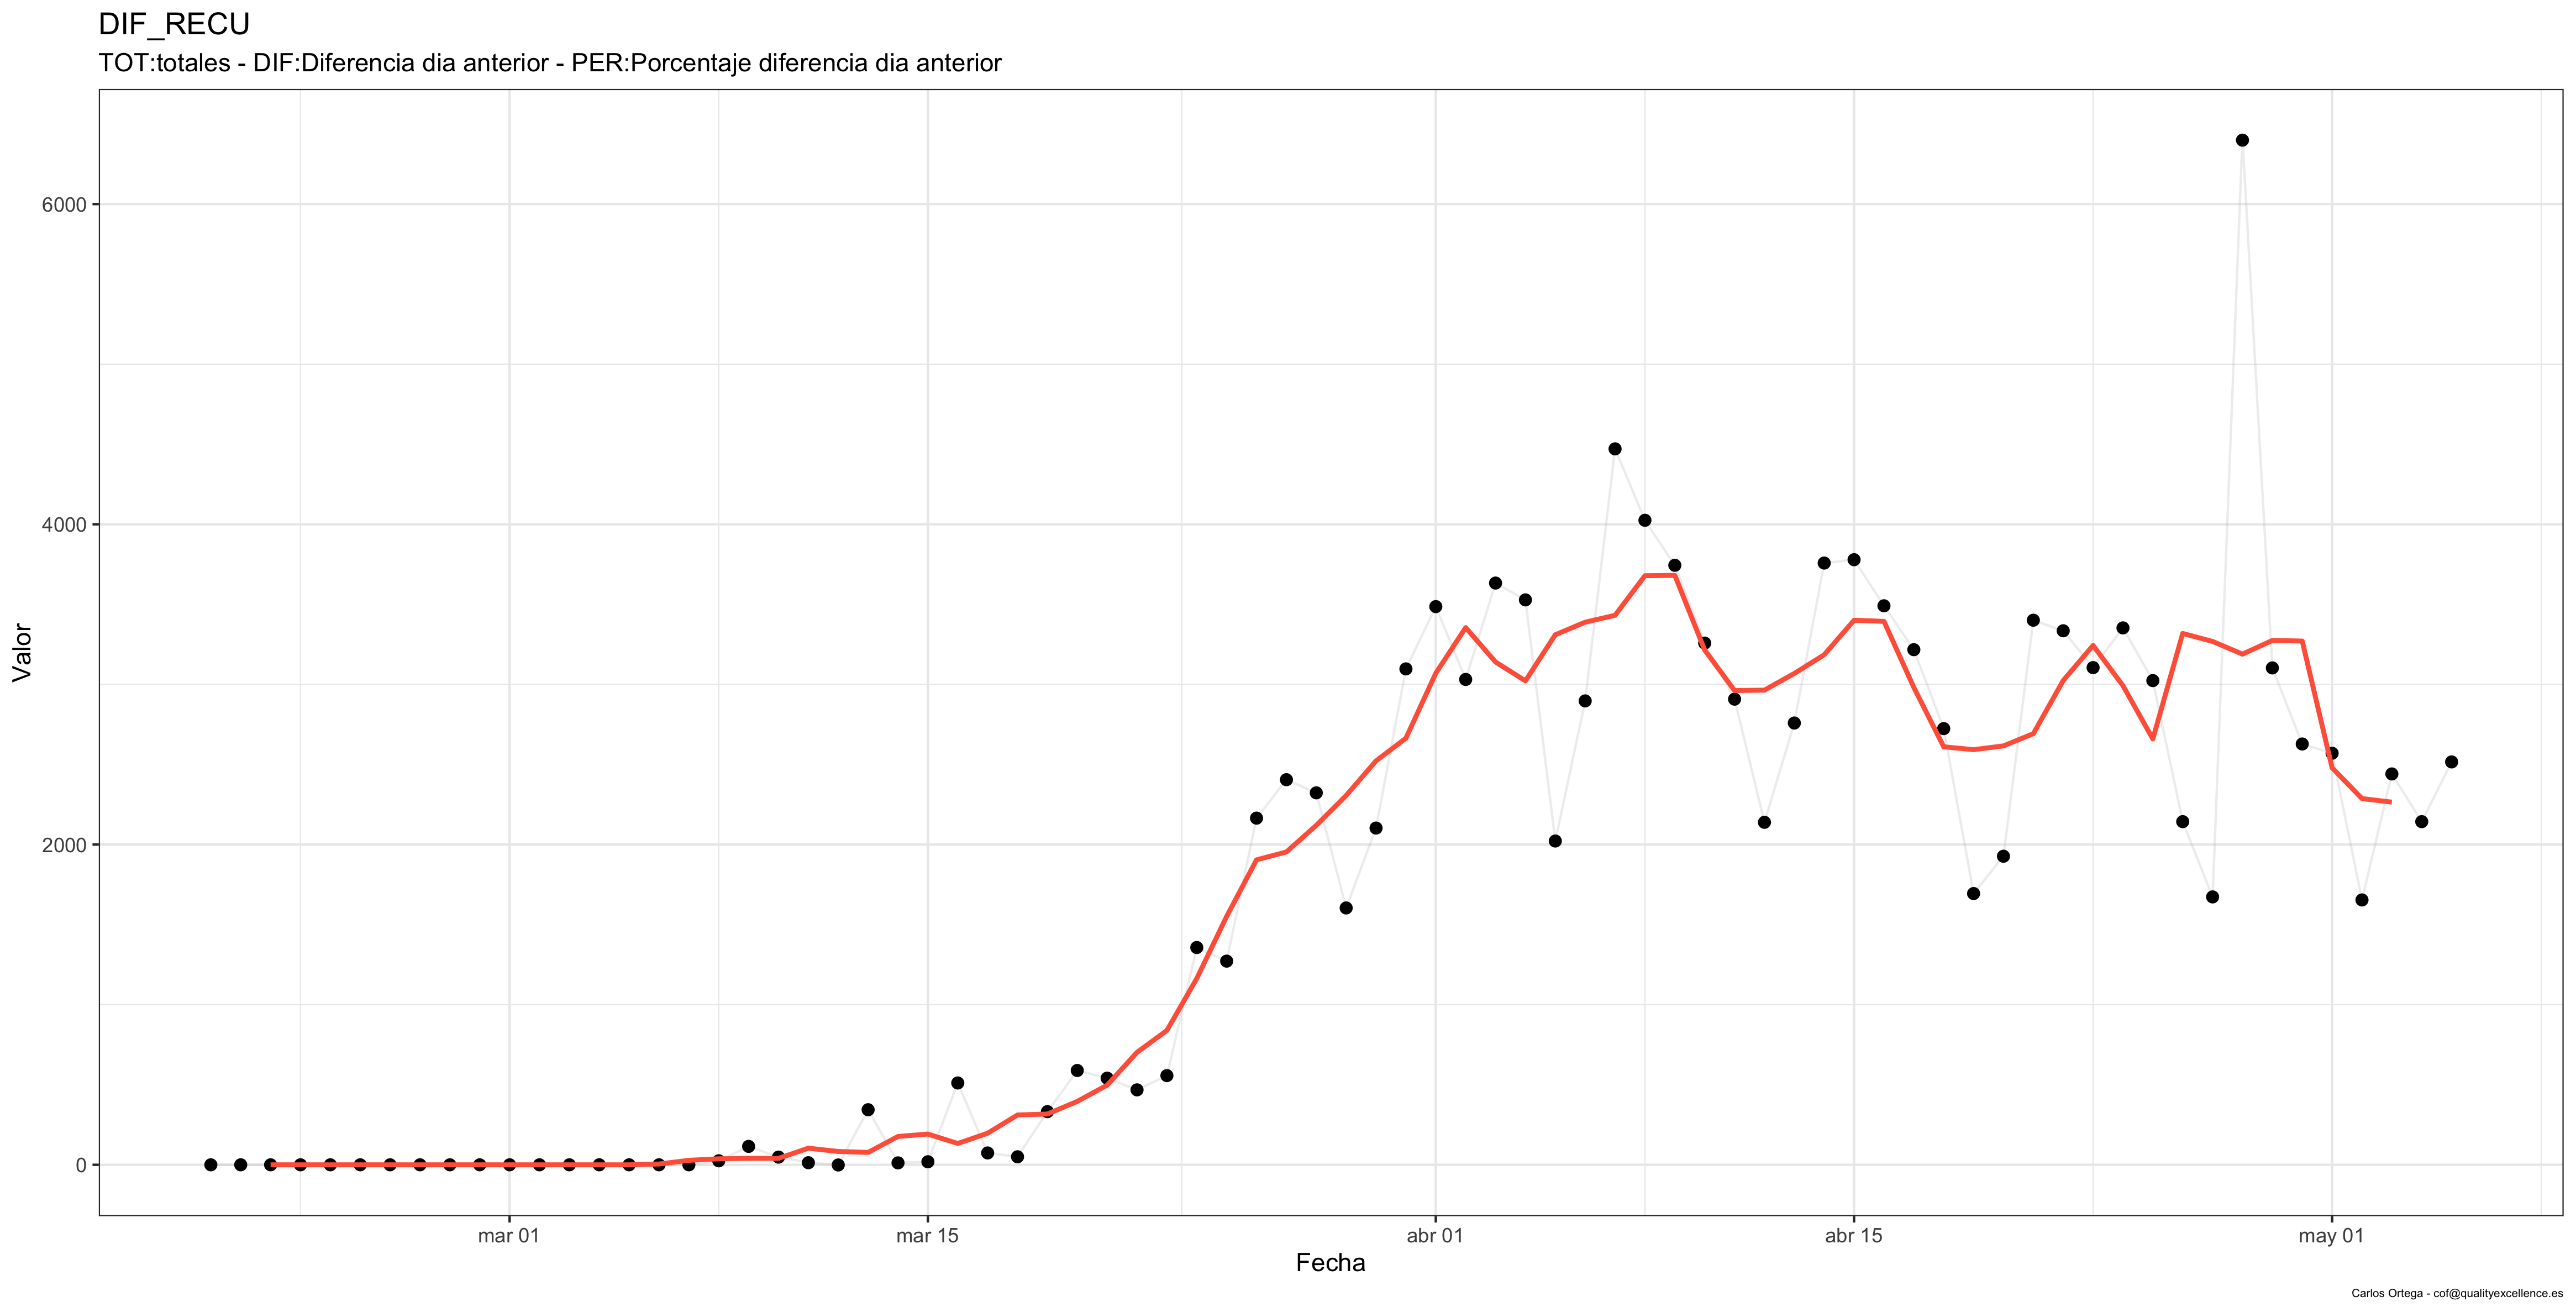 DIF_RECU
TOT:totales - DIF:Diferencia dia anterior - PER:Porcentaje diferencia dia anterior
6000
4000
2000
0
Valor
mar 01
mar 15
abr 01
abr 15
may 01
Fecha
Carlos Ortega - cof@qualityexcellence.es